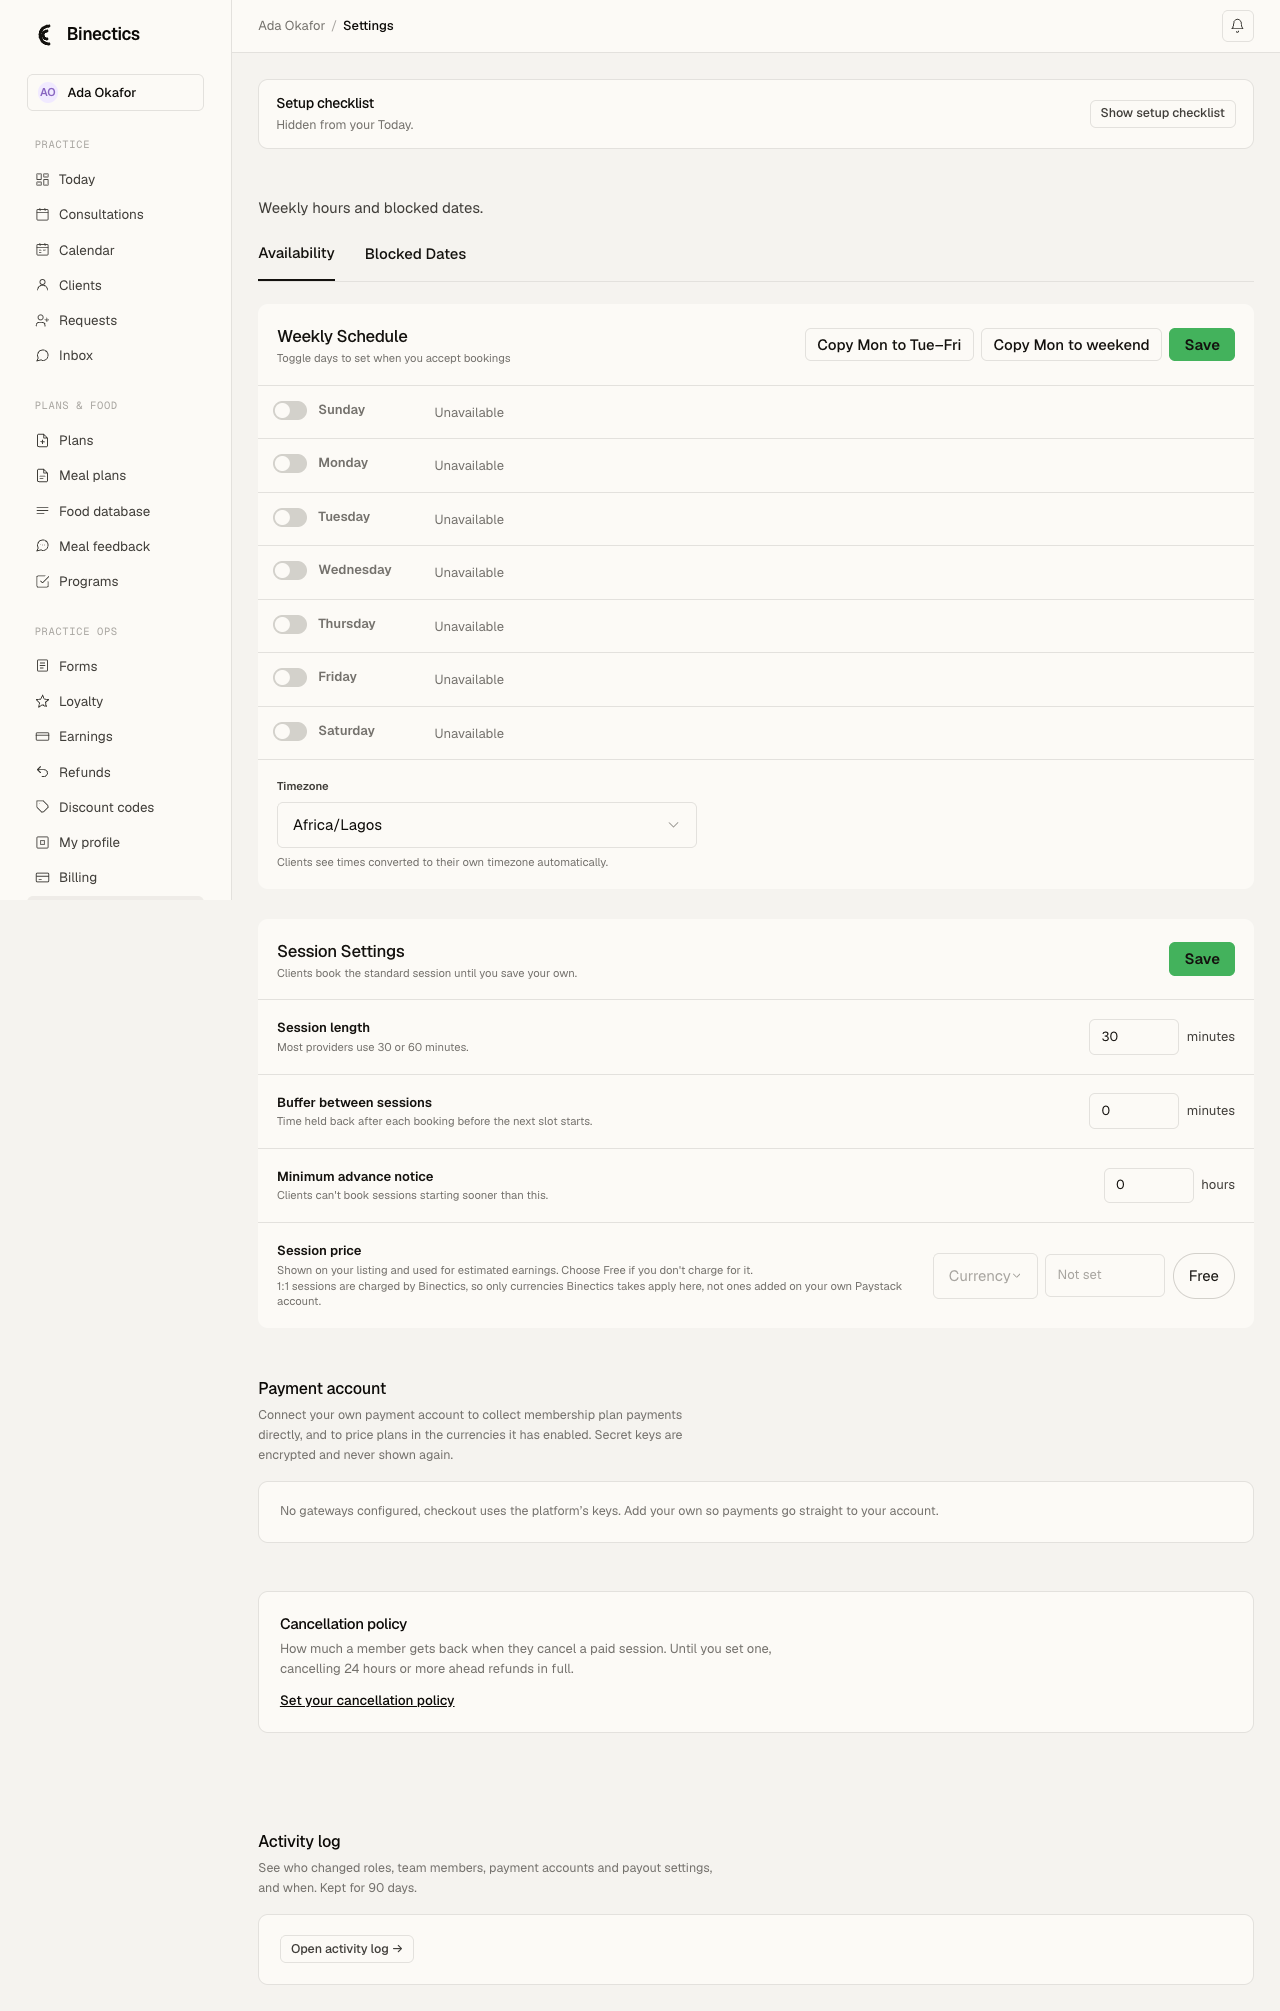 Binectics
AO Ada Okafor
PRACTICE
Today
Consultations
Calendar
Clients
Requests
Inbox
PLANS & FOOD
Plans
Meal plans
Food database
Meal feedback
Programs
PRACTICE OPS
Forms
Loyalty
Earnings
Refunds
Discount codes
My profile
Billing
Ada Okafor / Settings
Setup checklist
Hidden from your Today.
Show setup checklist
Weekly hours and blocked dates.
Availability Blocked Dates
Weekly Schedule
Toggle days to set when you accept bookings
Copy Mon to Tue–Fri Copy Mon to weekend Save
Sunday Unavailable
Monday Unavailable
Tuesday Unavailable
Wednesday Unavailable
Thursday Unavailable
Friday Unavailable
Saturday Unavailable
Timezone
Africa/Lagos
Clients see times converted to their own timezone automatically.
Session Settings
Clients book the standard session until you save your own.
Save
Session length
Most providers use 30 or 60 minutes.
30 minutes
Buffer between sessions
Time held back after each booking before the next slot starts.
0 minutes
Minimum advance notice
Clients can't book sessions starting sooner than this.
0 hours
Session price
Shown on your listing and used for estimated earnings. Choose Free if you don't charge for it.
1:1 sessions are charged by Binectics, so only currencies Binectics takes apply here, not ones added on your own Paystack
account.
Currency Not set Free
Payment account
Connect your own payment account to collect membership plan payments
directly, and to price plans in the currencies it has enabled. Secret keys are
encrypted and never shown again.
No gateways configured, checkout uses the platform's keys. Add your own so payments go straight to your account.
Cancellation policy
How much a member gets back when they cancel a paid session. Until you set one,
cancelling 24 hours or more ahead refunds in full.
Set your cancellation policy
Activity log
See who changed roles, team members, payment accounts and payout settings,
and when. Kept for 90 days.
Open activity log →